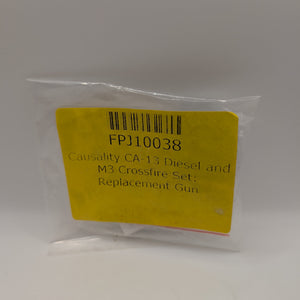 FPJ10038
Causality CA-13 Diesel and
M3 Crossfire Set:
Replacement Gun